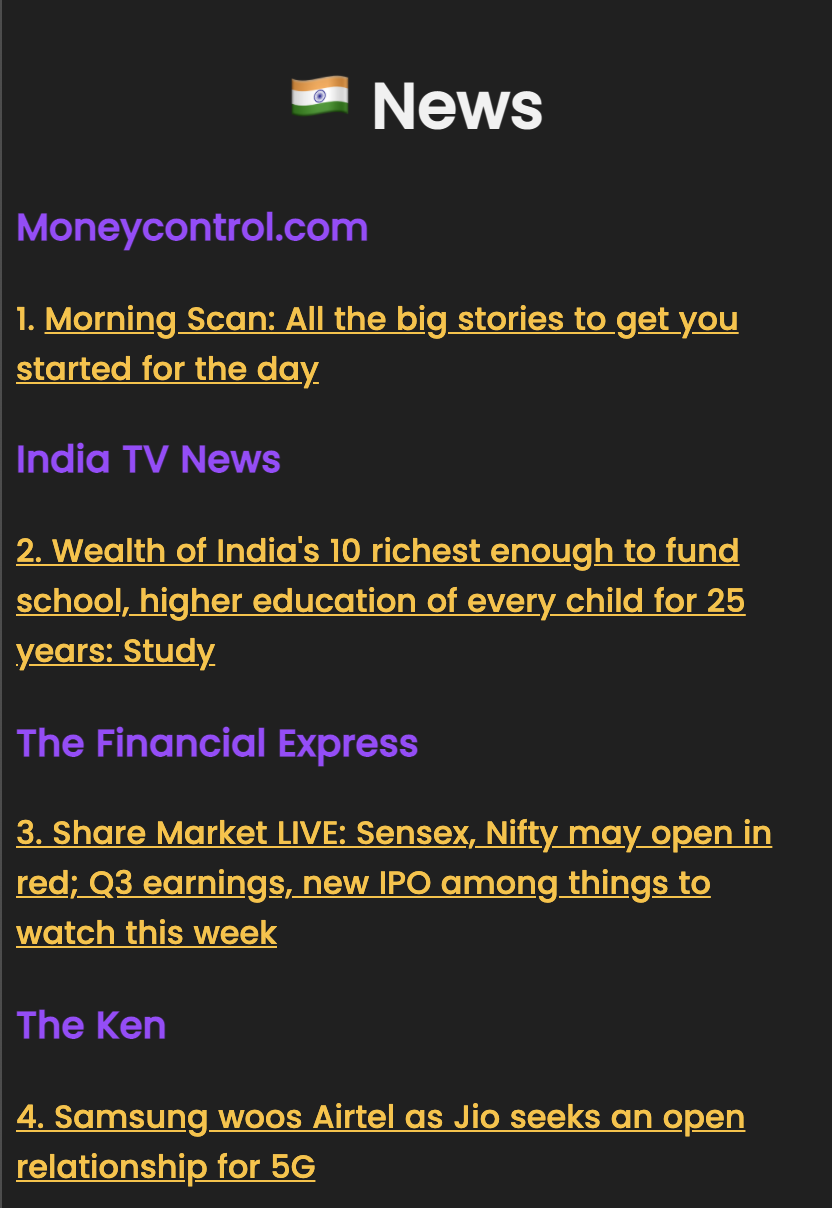 🇮🇳 News
Moneycontrol.com
1. Morning Scan: All the big stories to get you
started for the day
India TV News
2. Wealth of India's 10 richest enough to fund
school, higher education of every child for 25
years: Study
The Financial Express
3. Share Market LIVE: Sensex, Nifty may open in
red; Q3 earnings, new IPO among things to
watch this week
The Ken
4. Samsung woos Airtel as Jio seeks an open
relationship for 5G